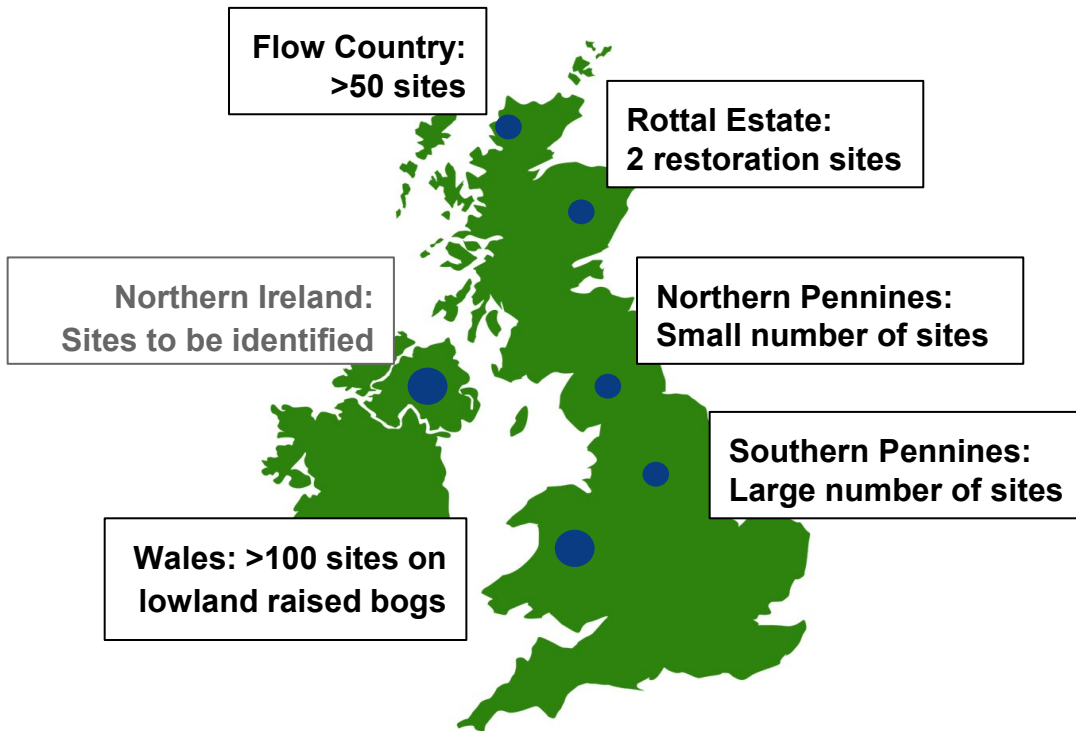 Flow Country:
>50 sites
Rottal Estate:
2 restoration sites
Northern Ireland:
Sites to be identified
Northern Pennines:
Small number of sites
Southern Pennines:
Large number of sites
Wales: >100 sites on
lowland raised bogs